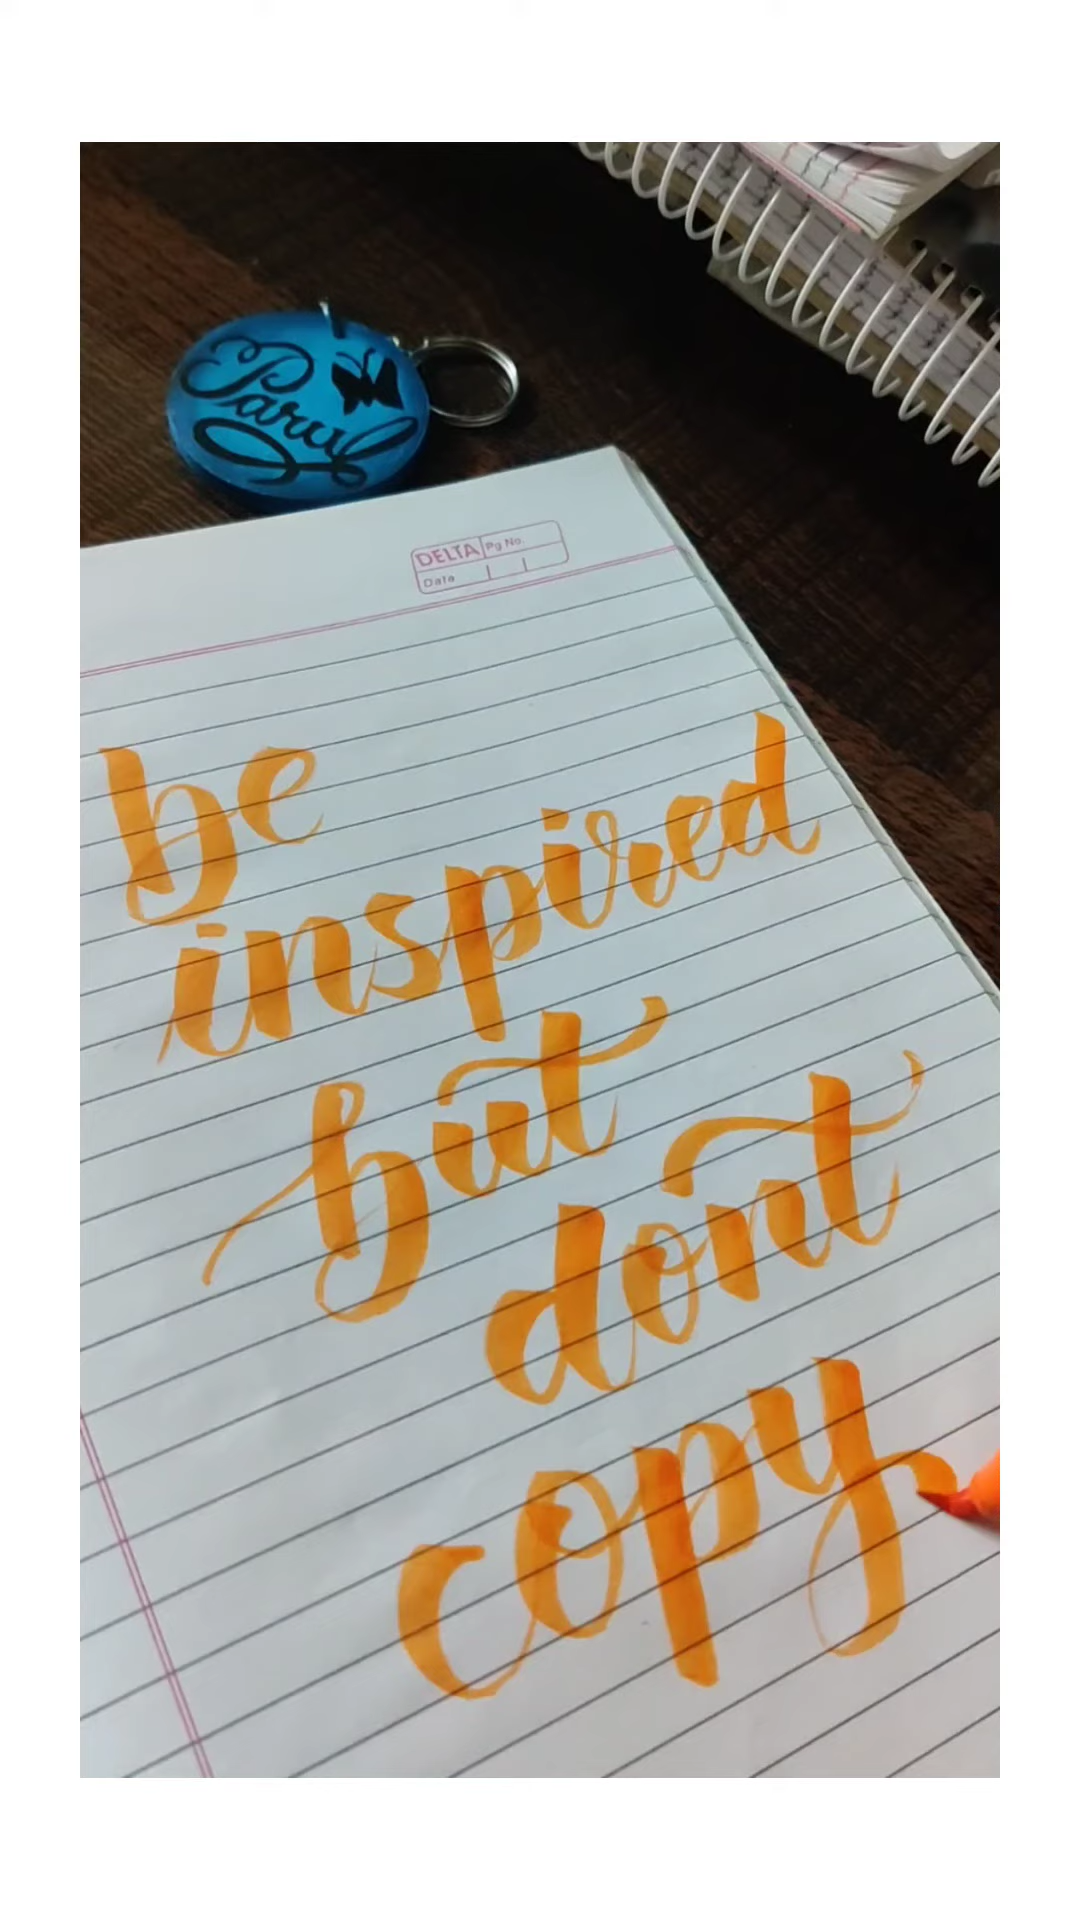 Parul
DELTA Pg No.
Date
be
inspired
but
dont
copy